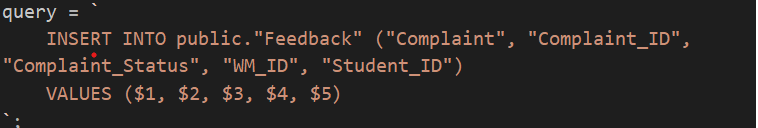 query = `
INSERT INTO public."Feedback" ("Complaint", "Complaint_ID",
"Complaint_Status", "WM_ID", "Student_ID")
VALUES ($1, $2, $3, $4, $5)
`;